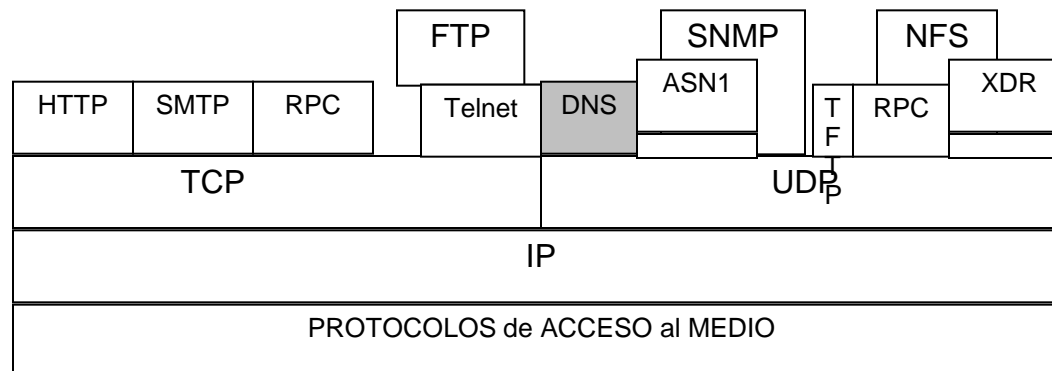 FTP
SNMP
NFS
HTTP
SMTP
RPC
Telnet
DNS
ASN1
T
F
T
P
RPC
XDR
TCP
UDP
IP
PROTOCOLOS de ACCESO al MEDIO